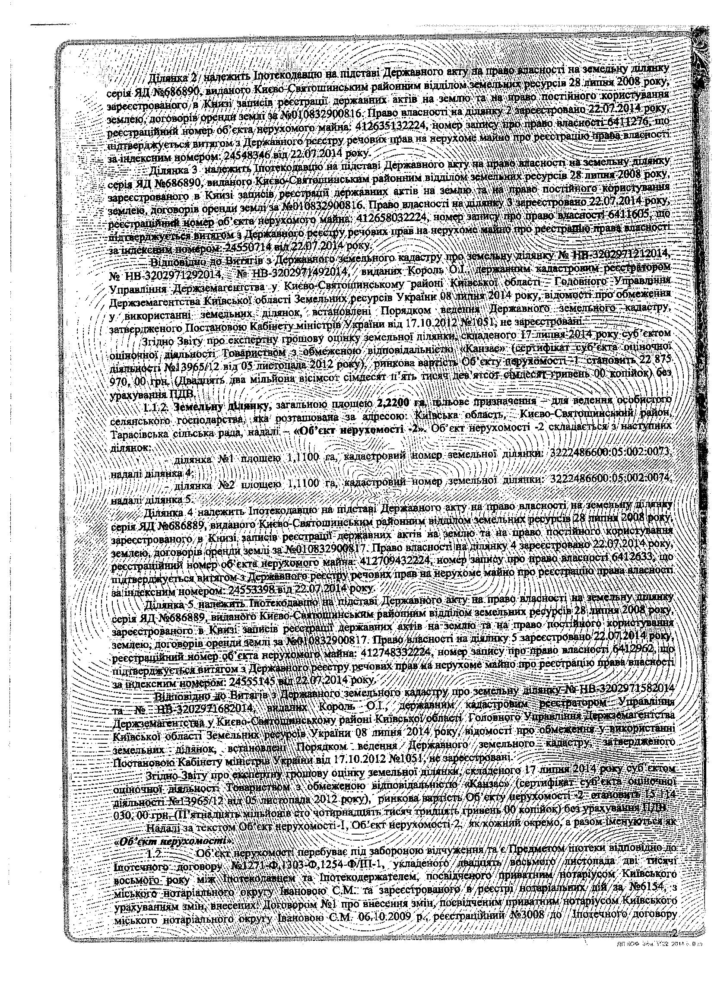 Ділянка 2 належить Іпотекодавцю на підставі Державного акту на право власності на земельну ділянку
серія ЯД №686890, виданого Києво-Святошинським районним відділом земельних ресурсів 28 липня 2008 року,
зареєстрованого в Книзі записів реєстрації державних актів на землю та на право постійного користування
землею, договорів оренди землі за №010832900816. Право власності на ділянку 2 зареєстровано 22.07.2014 року,
реєстраційний номер об'єкта нерухомого майна: 412635132224, номер запису про право власності 6411276, що
підтверджується витягом з Державного реєстру речових прав на нерухоме майно про реєстрацію права власності
за індексним номером: 24548346 від 22.07.2014 року.
Ділянка 3 належить Іпотекодавцю на підставі Державного акту на право власності на земельну ділянку
серія ЯД №686890, виданого Києво-Святошинським районним відділом земельних ресурсів 28 липня 2008 року,
зареєстрованого в Книзі записів реєстрації державних актів на землю та на право постійного користування
землею, договорів оренди землі за №010832900816. Право власності на ділянку 3 зареєстровано 22.07.2014 року,
реєстраційний номер об'єкта нерухомого майна: 412658032224, номер запису про право власності 6411605, що
підтверджується витягом з Державного реєстру речових прав на нерухоме майно про реєстрацію права власності
за індексним номером: 24550714 від 22.07.2014 року.
Відповідно до Витягів з Державного земельного кадастру про земельну ділянку № НВ-3202971212014,
№ НВ-3202971292014, № НВ-3202971492014, виданих Король О.І., державним кадастровим реєстратором
Управління Держземагентства у Києво-Святошинському районі Київської області Головного Управління
Держземагентства Київської області Земельних ресурсів України 08 липня 2014 року, відомості про обмеження
у використанні земельних ділянок, встановлені Порядком ведення Державного земельного кадастру,
затвердженого Постановою Кабінету міністрів України від 17.10.2012 №1051, не зареєстровані.
Згідно Звіту про експертну грошову оцінку земельної ділянки, складеного 17 липня 2014 року суб'єктом
оціночної діяльності Товариством з обмеженою відповідальністю «Канзас» (сертифікат суб'єкта оціночної
діяльності №13965/12 від 05 листопада 2012 року), ринкова вартість Об'єкту нерухомості -1 становить 22 875
970, 00 грн. (Двадцять два мільйона вісімсот сімдесят п'ять тисяч дев'ятсот сімдесят гривень 00 копійок) без
урахування ПДВ.
1.1.2. Земельну ділянку, загальною площею 2,2200 га, цільове призначення – для ведення особистого
селянського господарства, яка розташована за адресою: Київська область, Києво-Святошинський район,
Тарасівська сільська рада, надалі – «Об'єкт нерухомості -2». Об'єкт нерухомості -2 складається з наступних
ділянок:
- ділянка №1 площею 1,1100 га, кадастровий номер земельної ділянки: 3222486600:05:002:0073,
надалі ділянка 4;
- ділянка №2 площею 1,1100 га, кадастровий номер земельної ділянки: 3222486600:05:002:0074,
надалі ділянка 5.
Ділянка 4 належить Іпотекодавцю на підставі Державного акту на право власності на земельну ділянку
серія ЯД №686889, виданого Києво-Святошинським районним відділом земельних ресурсів 28 липня 2008 року,
зареєстрованого в Книзі записів реєстрації державних актів на землю та на право постійного користування
землею, договорів оренди землі за №010832900817. Право власності на ділянку 4 зареєстровано 22.07.2014 року,
реєстраційний номер об'єкта нерухомого майна: 412709432224, номер запису про право власності 6412633, що
підтверджується витягом з Державного реєстру речових прав на нерухоме майно про реєстрацію права власності
за індексним номером: 24553398 від 22.07.2014 року.
Ділянка 5 належить Іпотекодавцю на підставі Державного акту на право власності на земельну ділянку
серія ЯД №686889, виданого Києво-Святошинським районним відділом земельних ресурсів 28 липня 2008 року,
зареєстрованого в Книзі записів реєстрації державних актів на землю та на право постійного користування
землею, договорів оренди землі за №010832900817. Право власності на ділянку 5 зареєстровано 22.07.2014 року,
реєстраційний номер об'єкта нерухомого майна: 412748332224, номер запису про право власності 6412962, що
підтверджується витягом з Державного реєстру речових прав на нерухоме майно про реєстрацію права власності
за індексним номером: 24555145 від 22.07.2014 року.
Відповідно до Витягів з Державного земельного кадастру про земельну ділянку № НВ-3202971582014
та № НВ-3202971682014, виданих Король О.І., державним кадастровим реєстратором Управління
Держземагентства у Києво-Святошинському районі Київської області Головного Управління Держземагентства
Київської області Земельних ресурсів України 08 липня 2014 року, відомості про обмеження у використанні
земельних ділянок, встановлені Порядком ведення Державного земельного кадастру, затвердженого
Постановою Кабінету міністрів України від 17.10.2012 №1051, не зареєстровані.
Згідно Звіту про експертну грошову оцінку земельної ділянки, складеного 17 липня 2014 року суб'єктом
оціночної діяльності Товариством з обмеженою відповідальністю «Канзас» (сертифікат суб'єкта оціночної
діяльності №13965/12 від 05 листопада 2012 року), ринкова вартість Об'єкту нерухомості -2 становить 15 114
030, 00 грн. (П'ятнадцять мільйонів сто чотирнадцять тисяч тридцять гривень 00 копійок) без урахування ПДВ.
Надалі за текстом Об'єкт нерухомості-1, Об'єкт нерухомості-2, як кожний окремо, а разом іменуються як
«Об'єкт нерухомості».
1.2. Об'єкт нерухомості перебуває під забороною відчуження та є Предметом іпотеки відповідно до
Іпотечного договору №1271-Ф,1303-Ф,1254-Ф/ІП-1, укладеного двадцять восьмого листопада дві тисячі
восьмого року між Іпотекодавцем та Іпотекодержателем, посвідченого приватним нотаріусом Київського
міського нотаріального округу Івановою С.М. та зареєстрованого в реєстрі нотаріальних дій за №6154, з
урахуванням змін, внесених: Договором №1 про внесення змін, посвідченим приватним нотаріусом Київського
міського нотаріального округу Івановою С.М. 06.10.2009 р., реєстраційний №3008 до Іпотечного договору
2